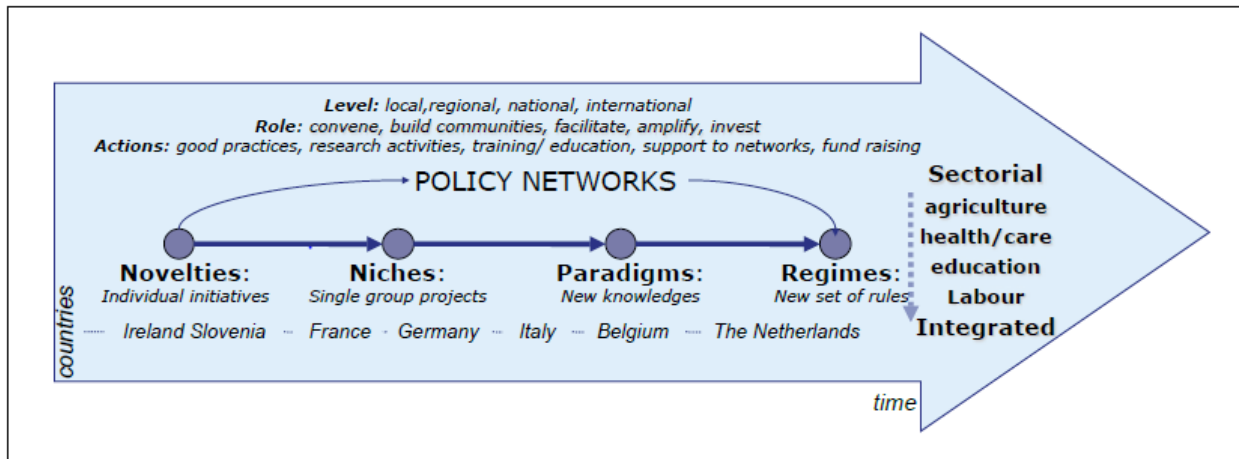 Level: local,regional, national, international
Role: convene, build communities, facilitate, amplify, invest
Actions: good practices, research activities, training/ education, support to networks, fund raising
POLICY NETWORKS
Novelties: Niches: Paradigms: Regimes:
Individual initiatives Single group projects New knowledges New set of rules
Ireland Slovenia France Germany Italy Belgium The Netherlands
countries
time
Sectorial
agriculture
health/care
education
Labour
Integrated